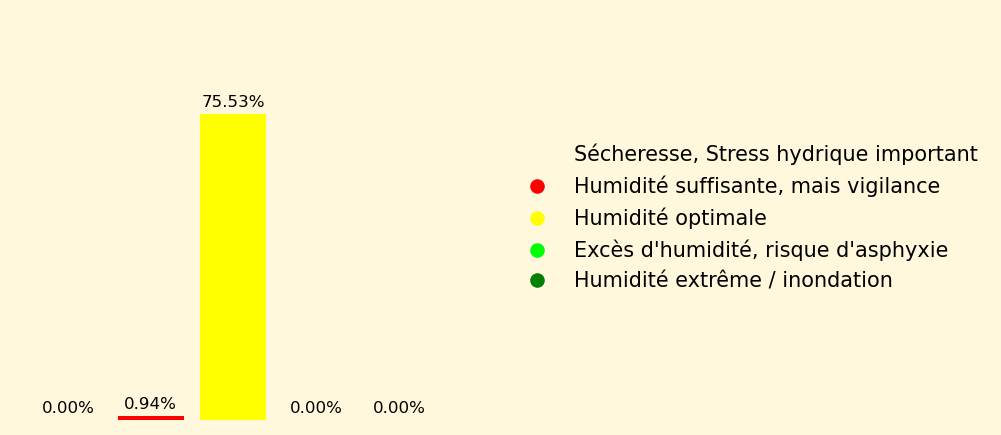 75.53%
0.00%
0.94%
0.00%
0.00%
Sécheresse, Stress hydrique important
Humidité suffisante, mais vigilance
Humidité optimale
Excès d'humidité, risque d'asphyxie
Humidité extrême / inondation